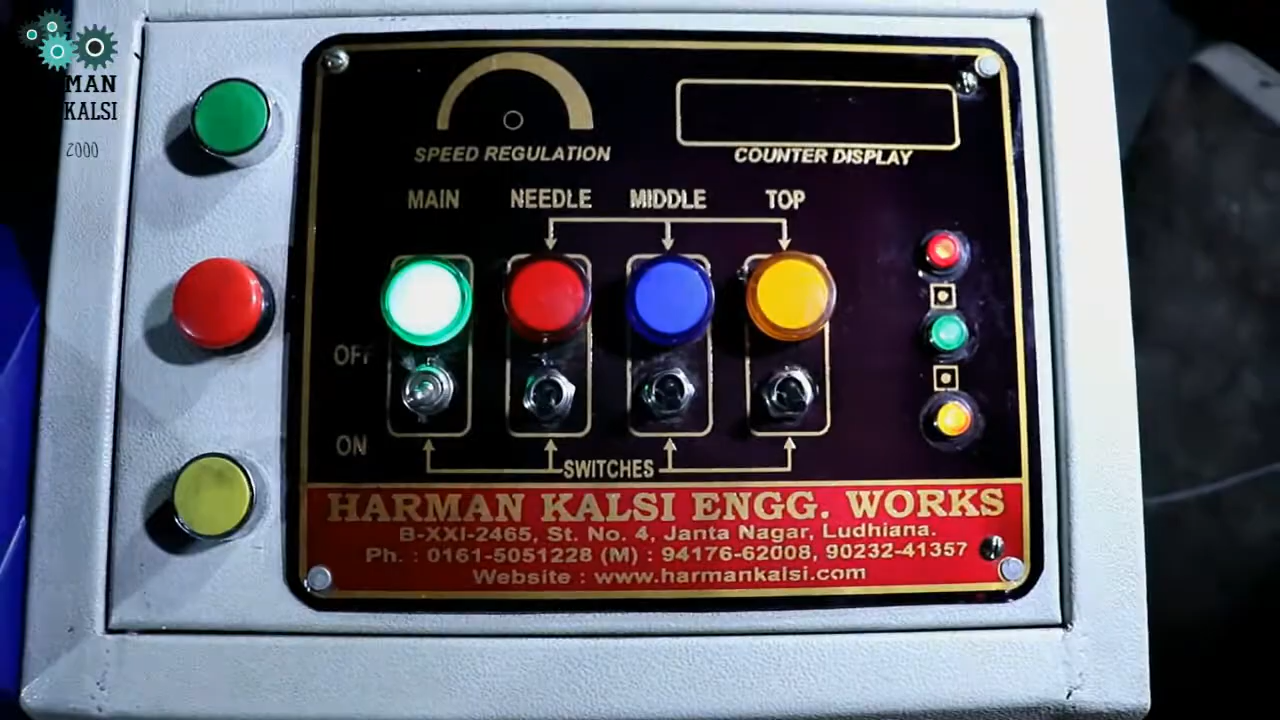 HARMAN
KALSI
2000
SPEED REGULATION
COUNTER DISPLAY
MAIN NEEDLE MIDDLE TOP
OFF
ON
SWITCHES
HARMAN KALSI ENGG. WORKS
B-XXI-2465, St. No. 4, Janta Nagar, Ludhiana.
Ph. : 0161-5051228 (M) : 94176-62008, 90232-41357
Website : www.harmankalsi.com